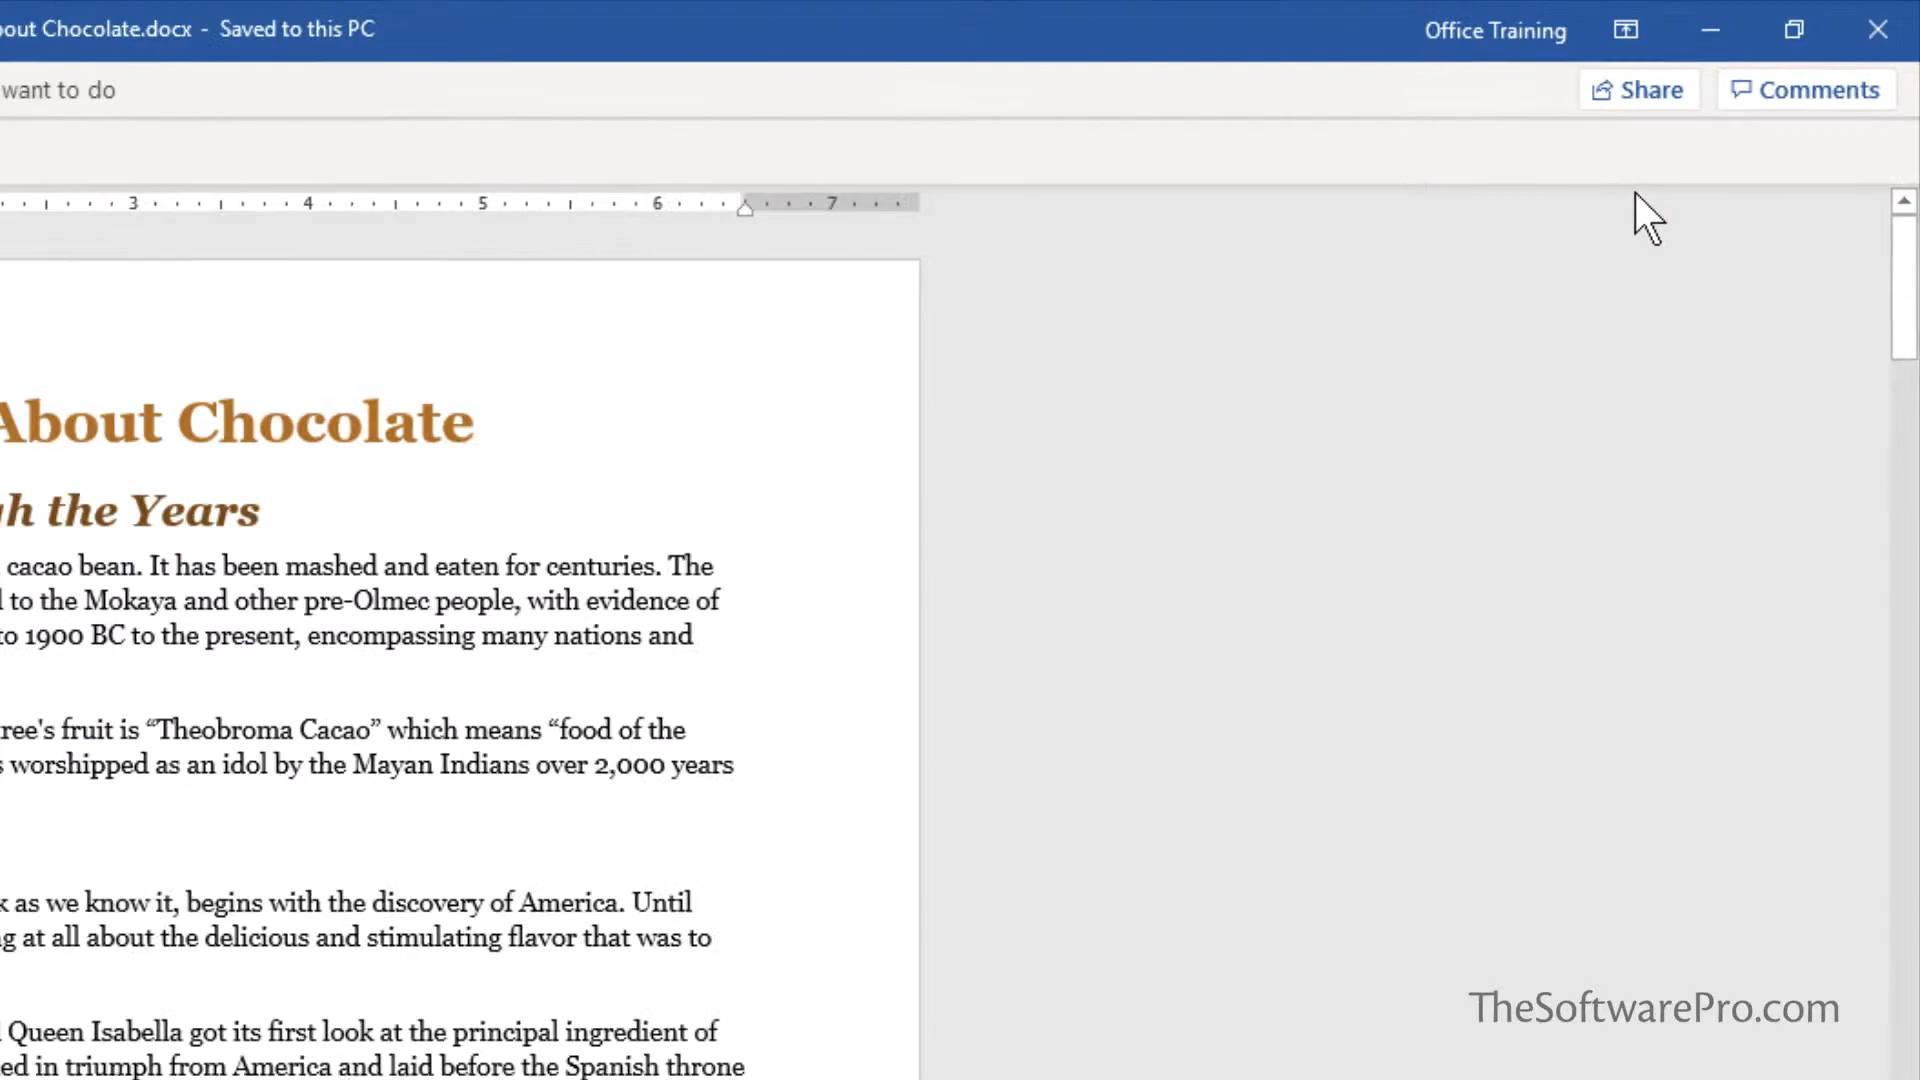 out Chocolate.docx - Saved to this PC
Office Training
want to do
Share
Comments
3 4 5 6 7
About Chocolate
gh the Years
cacao bean. It has been mashed and eaten for centuries. The
l to the Mokaya and other pre-Olmec people, with evidence of
to 1900 BC to the present, encompassing many nations and
ree's fruit is “Theobroma Cacao” which means “food of the
s worshipped as an idol by the Mayan Indians over 2,000 years
k as we know it, begins with the discovery of America. Until
g at all about the delicious and stimulating flavor that was to
l Queen Isabella got its first look at the principal ingredient of
ed in triumph from America and laid before the Spanish throne
TheSoftwarePro.com